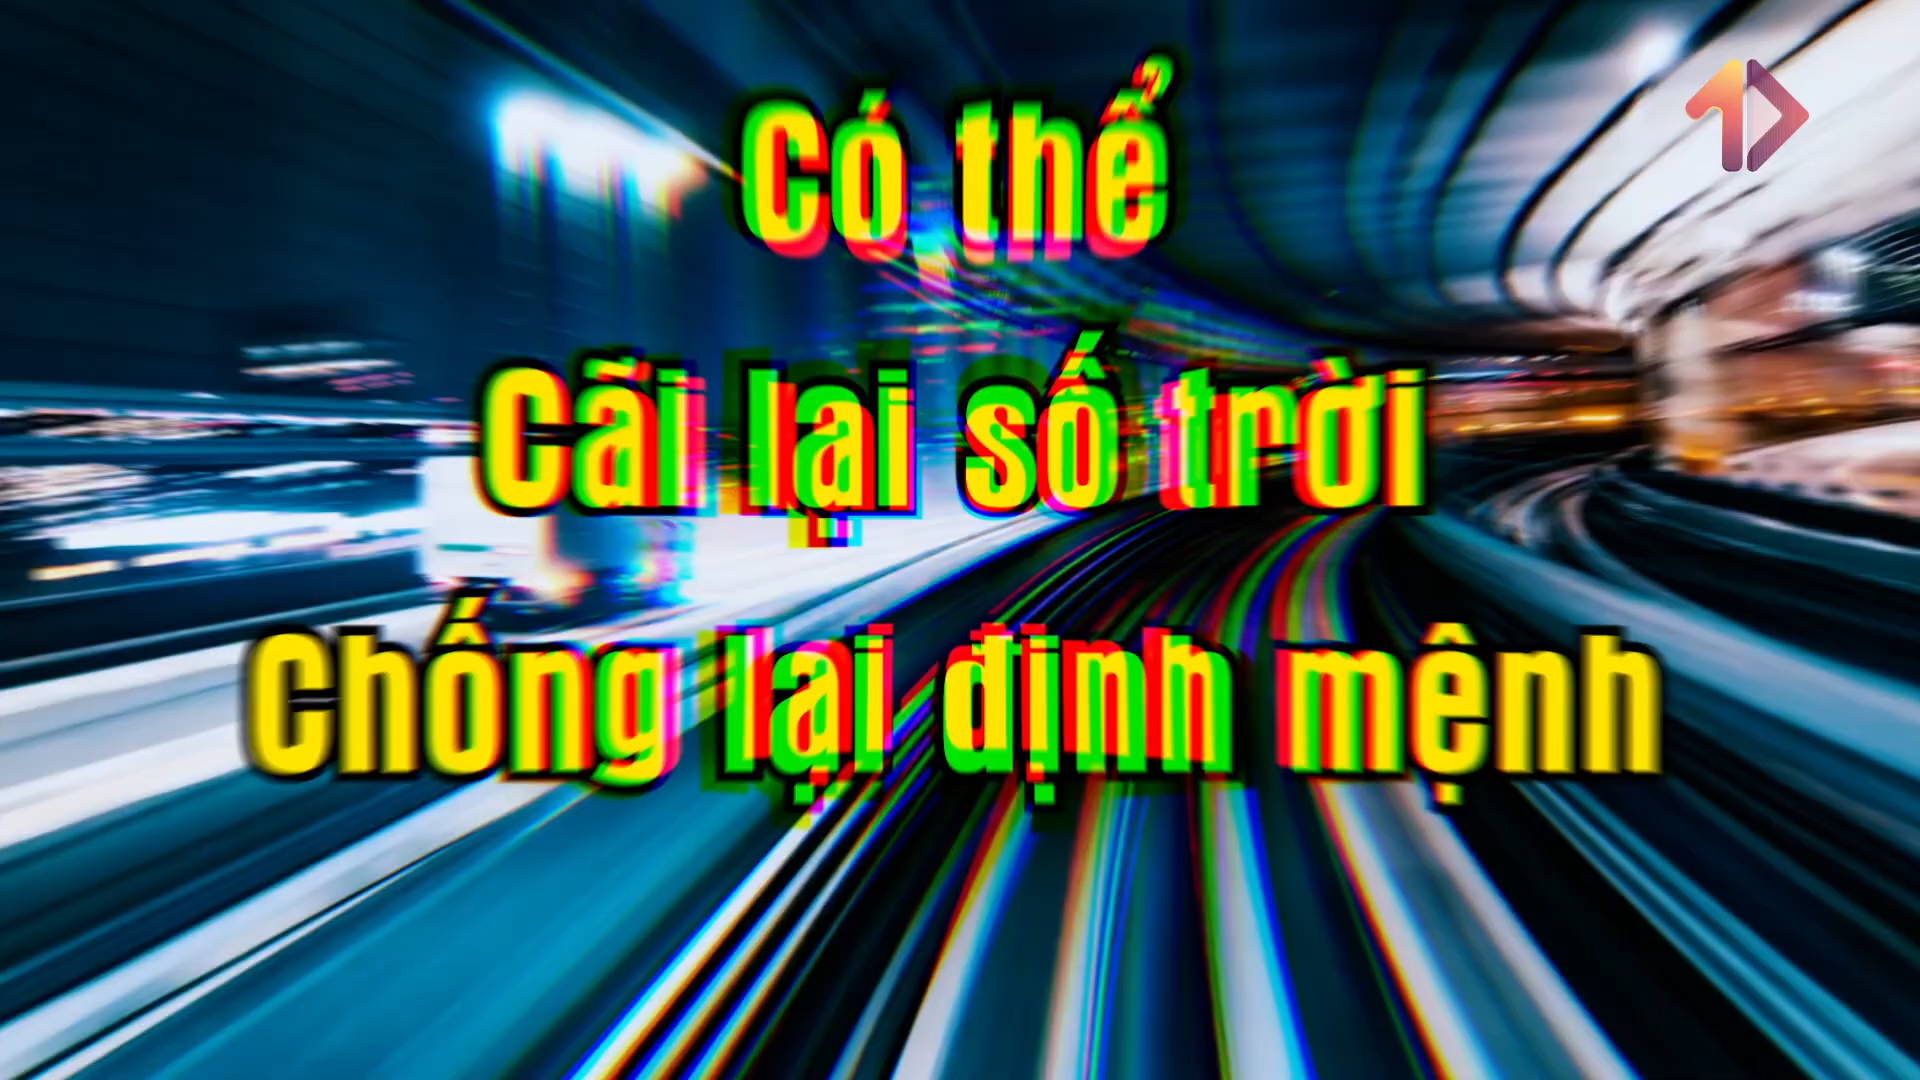 Có thể
Cãi lại số trời
Chống lại định mệnh